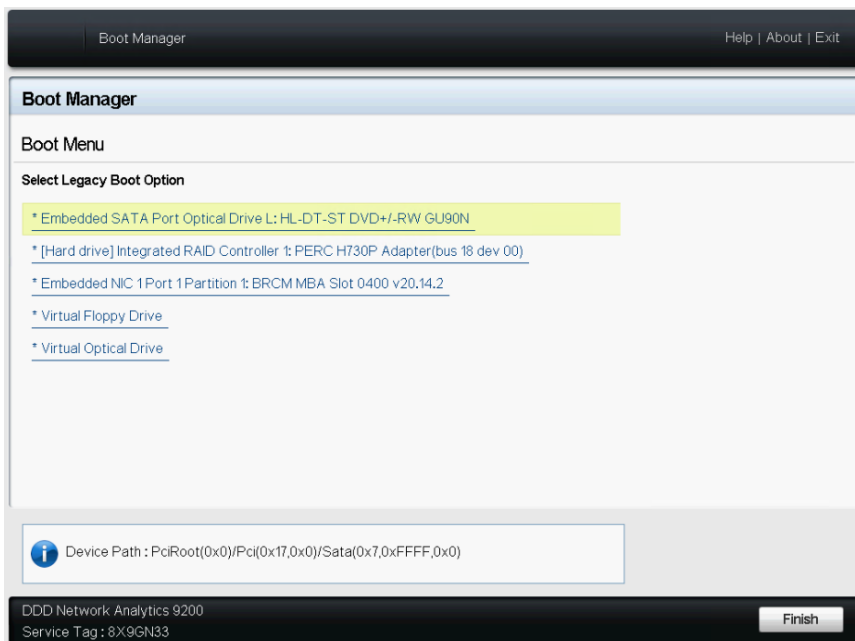 Boot Manager
Help | About | Exit
Boot Manager
Boot Menu
Select Legacy Boot Option
* Embedded SATA Port Optical Drive L: HL-DT-ST DVD+/-RW GU90N
* [Hard drive] Integrated RAID Controller 1: PERC H730P Adapter(bus 18 dev 00)
* Embedded NIC 1 Port 1 Partition 1: BRCM MBA Slot 0400 v20.14.2
* Virtual Floppy Drive
* Virtual Optical Drive
Device Path : PciRoot(0x0)/Pci(0x17,0x0)/Sata(0x7,0xFFFF,0x0)
DDD Network Analytics 9200
Service Tag : 8X9GN33
Finish